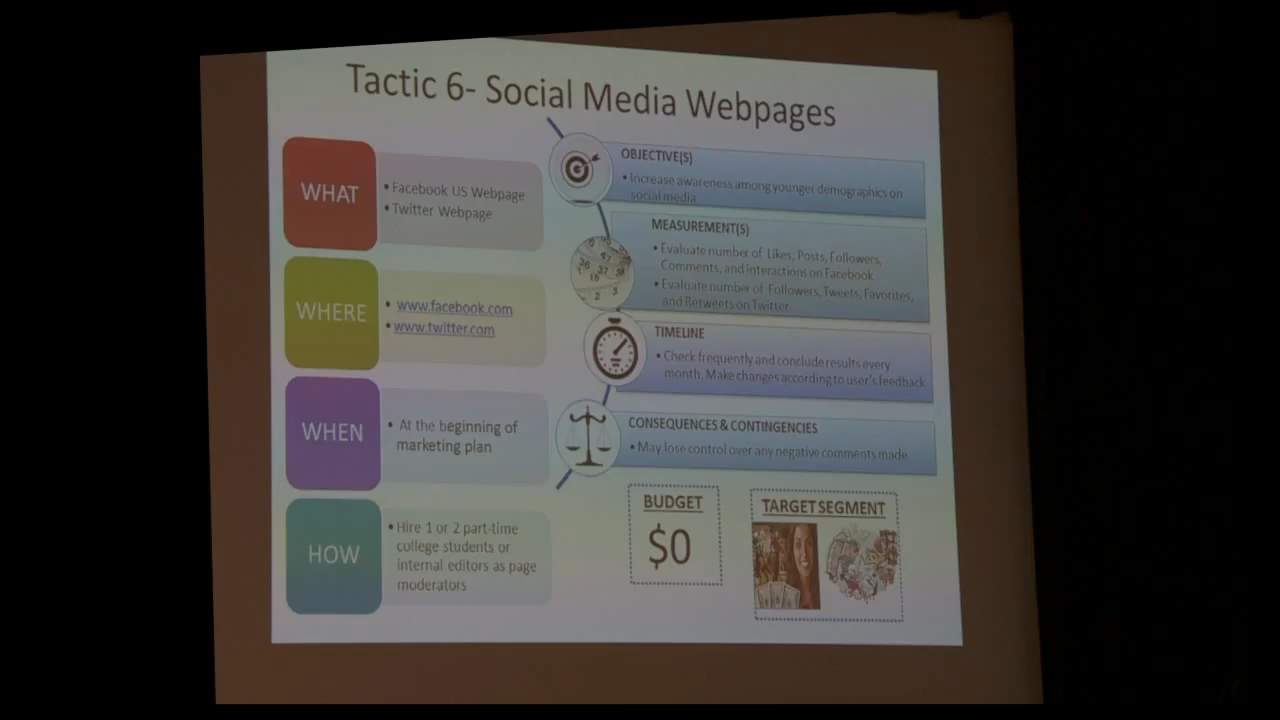 Tactic 6- Social Media Webpages
WHAT
• Facebook US Webpage
• Twitter Webpage
WHERE
• www.facebook.com
• www.twitter.com
WHEN
• At the beginning of
marketing plan
HOW
• Hire 1 or 2 part-time
college students or
internal editors as page
moderators
OBJECTIVE(S)
• Increase awareness among younger demographics on
social media
MEASUREMENT(S)
• Evaluate number of Likes, Posts, Followers,
Comments, and interactions on Facebook
• Evaluate number of Followers, Tweets, Favorites,
and Retweets on Twitter
TIMELINE
• Check frequently and conclude results every
month. Make changes according to user's feedback
CONSEQUENCES & CONTINGENCIES
• May lose control over any negative comments made
BUDGET
$0
TARGET SEGMENT